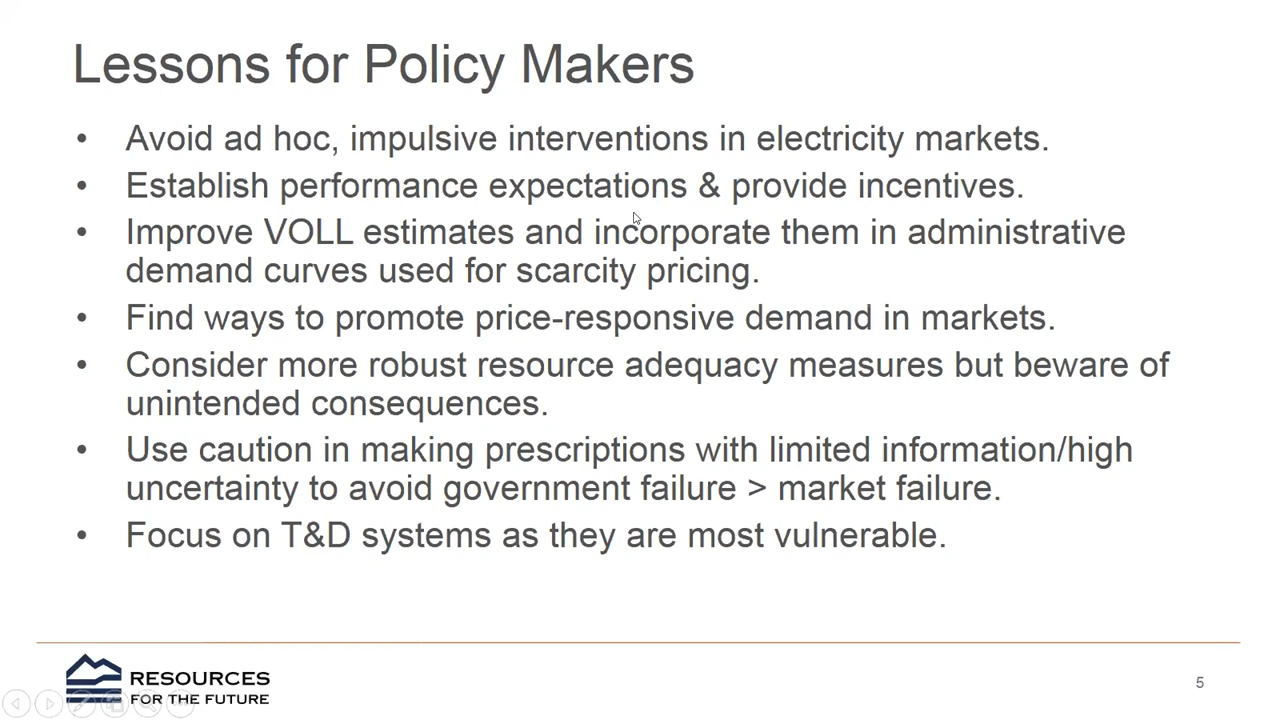 Lessons for Policy Makers
• Avoid ad hoc, impulsive interventions in electricity markets.
• Establish performance expectations & provide incentives.
• Improve VOLL estimates and incorporate them in administrative
demand curves used for scarcity pricing.
• Find ways to promote price-responsive demand in markets.
• Consider more robust resource adequacy measures but beware of
unintended consequences.
• Use caution in making prescriptions with limited information/high
uncertainty to avoid government failure > market failure.
• Focus on T&D systems as they are most vulnerable.
RESOURCES
FOR THE FUTURE
5